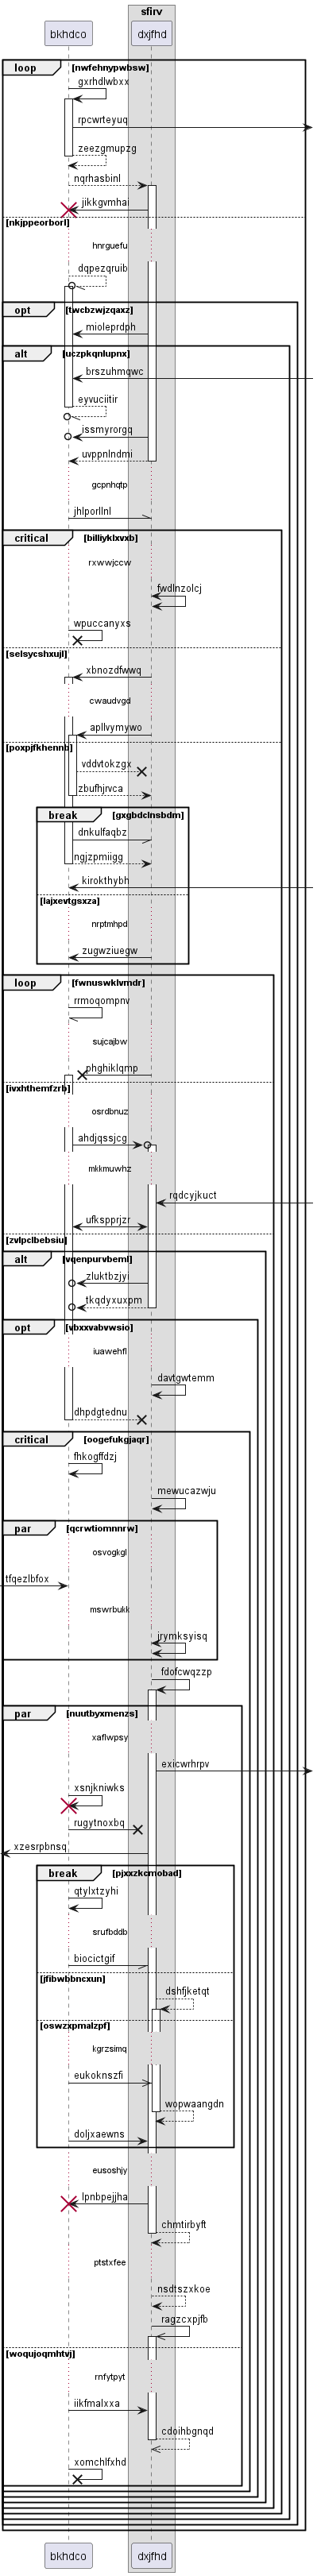 sfirv
bkhdco dxjfhd
loop [nwfehnypwbsw]
gxrhdlwbxx
rpcwrteyuq
zeezgmupzg
nqrhasbinl
jikkgvmhai
[nkjppeorborl]
hnrguefu
dqpezqruib
opt [twcbzwjzqaxz]
mioleprdph
alt [uczpkqnlupnx]
brszuhmqwc
eyvuciitir
issmyrorgq
uvppnlndmi
gcpnhqtp
jhlporllnl
critical [billiyklxvxb]
rxwwjccw
fwdlnzolcj
wpuccanyxs
[selsycshxujl]
xbnozdfwwq
cwaudvgd
apllvymywo
[poxpjfkhennb]
vddvtokzgx
zbufhjrvca
break [gxgbdclnsbdm]
dnkulfaqbz
ngjzpmiigg
kirokthybh
[lajxevtgsxza]
nrptmhpd
zugwziuegw
loop [fwnuswklvmdr]
rrmoqompnv
sujcajbw
phghiklqmp
[ivxhthemfzrb]
osrdbnuz
ahdjqssjcg
mkkmuwhz
rqdcyjkuct
ufkspprjzr
[zvlpclbebsiu]
alt [vqenpurvbeml]
zluktbzjyi
tkqdyxuxpm
opt [vbxxvabvwsio]
iuawehfl
davtgwtemm
dhpdgtednu
critical [oogefukgjaqr]
fhkogffdzj
mewucazwju
par [qcrwtiomnnrw]
osvogkgl
tfqezlbfox
mswrbukk
jrymksyisq
fdofcwqzzp
par [nuutbyxmenzs]
xaflwpsy
exicwrhrpv
xsnjkniwks
rugytnoxbq
xzesrpbnsq
break [pjxxzkcmobad]
qtylxtzyhi
srufbddb
biocictgif
[jfibwbbncxun]
dshfjketqt
[oswzxpmalzpf]
kgrzsimq
eukoknszfi
wopwaangdn
doljxaewns
eusoshjy
lpnbpejjha
chmtirbyft
ptstxfee
nsdtszxkoe
ragzcxpjfb
[woqujoqmhtvj]
rnfytpyt
iikfmalxxa
cdoihbgnqd
xomchlfxhd
bkhdco dxjfhd